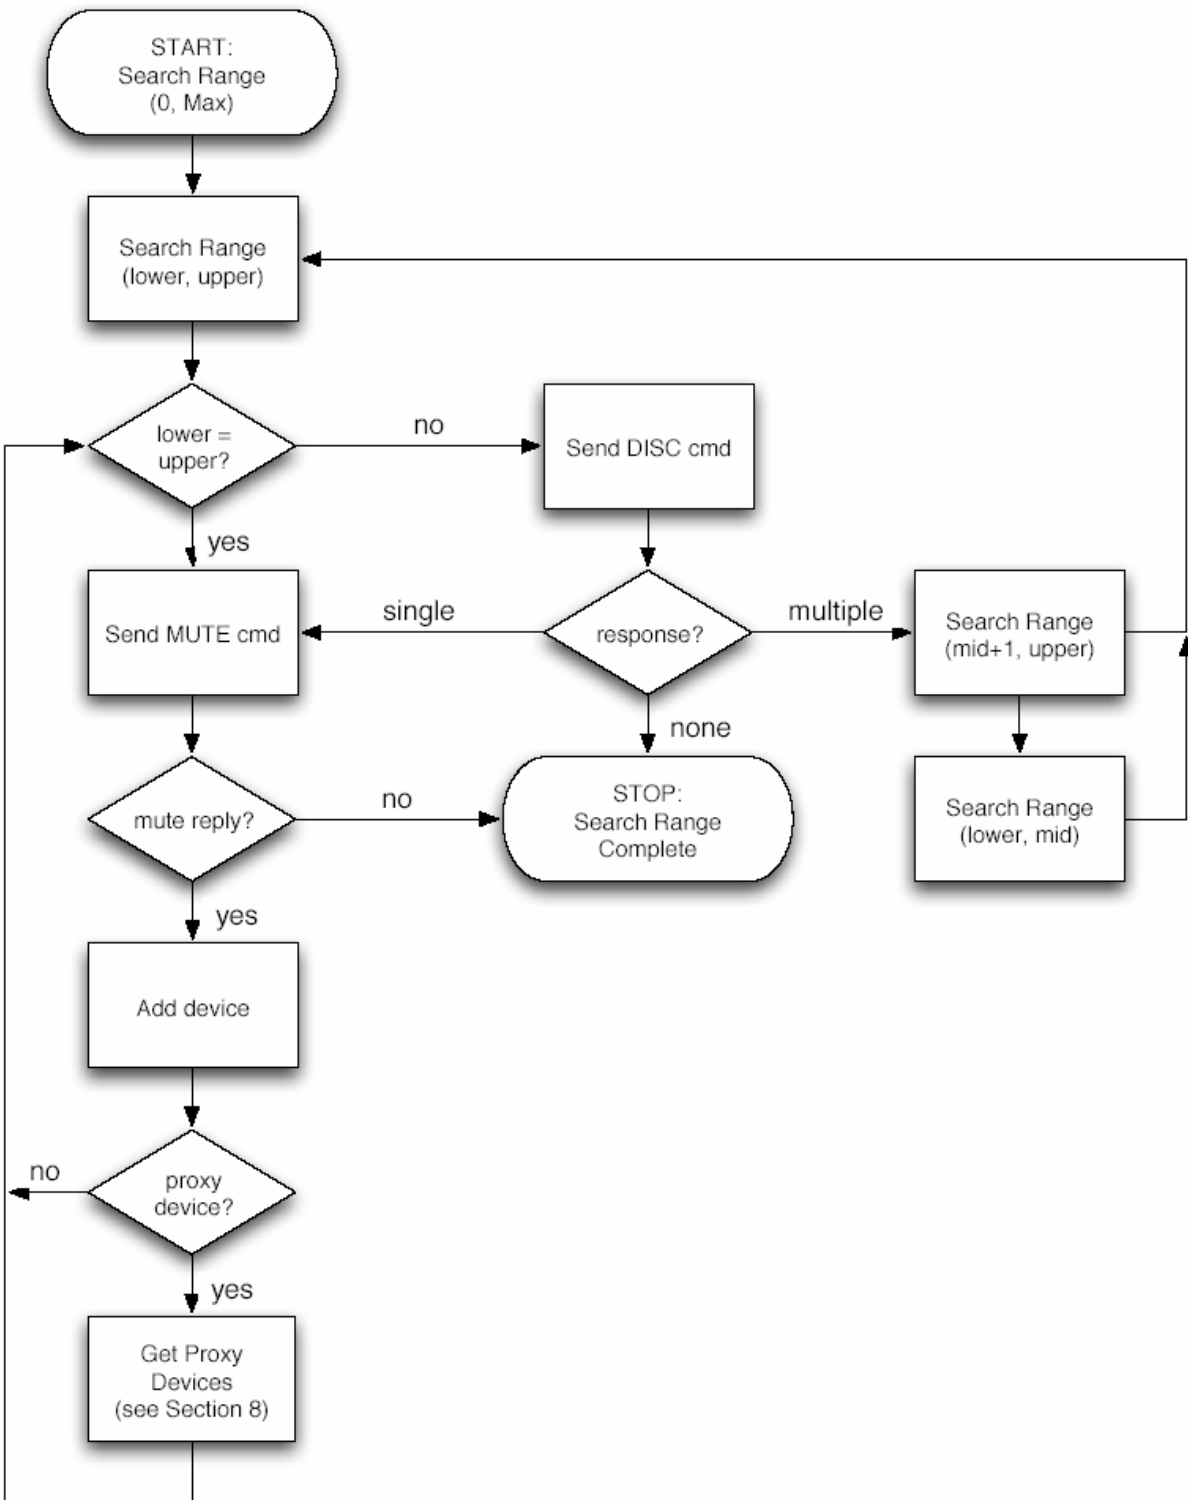 START:
Search Range
(0, Max)
Search Range
(lower, upper)
lower =
upper?
no
Send DISC cmd
yes
Send MUTE cmd
single
response?
multiple
Search Range
(mid+1, upper)
none
mute reply?
no
STOP:
Search Range
Complete
Search Range
(lower, mid)
yes
Add device
no
proxy
device?
yes
Get Proxy
Devices
(see Section 8)